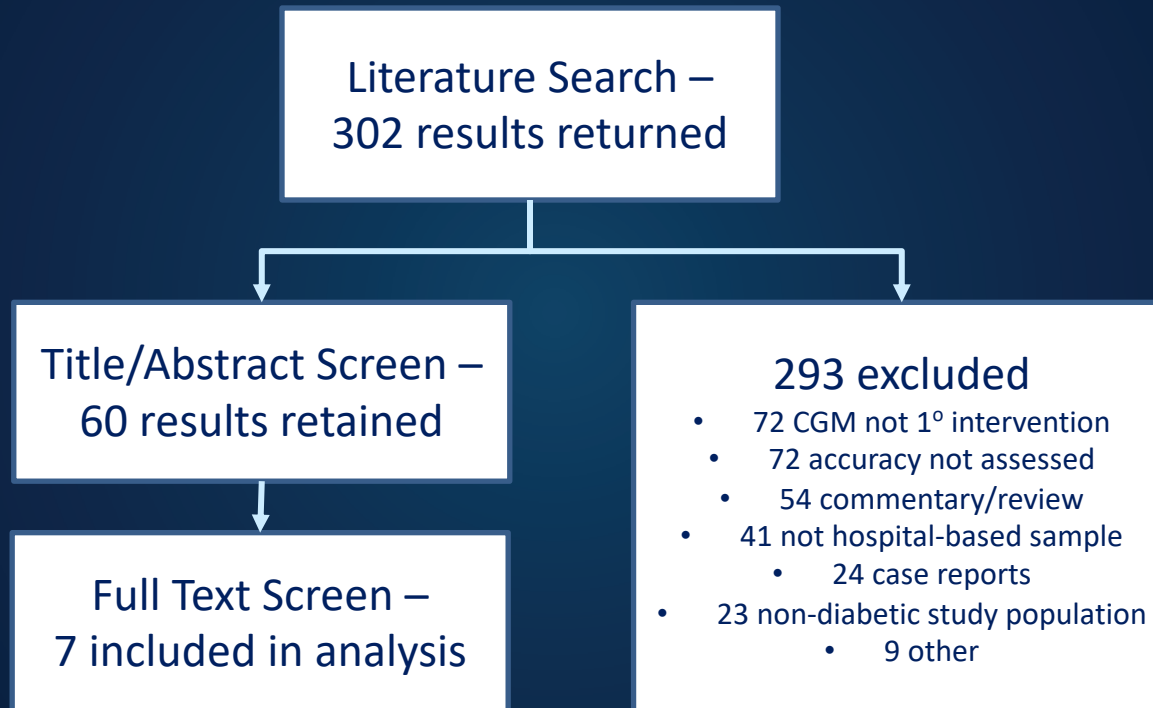 Literature Search –
302 results returned
Title/Abstract Screen –
60 results retained
Full Text Screen –
7 included in analysis
293 excluded
• 72 CGM not 1º intervention
• 72 accuracy not assessed
• 54 commentary/review
• 41 not hospital-based sample
• 24 case reports
• 23 non-diabetic study population
• 9 other